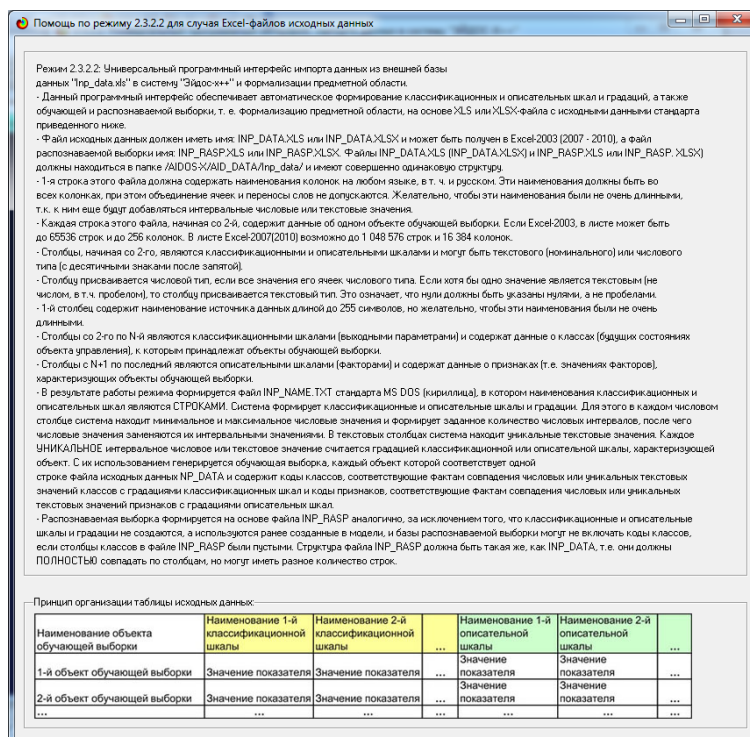 Помощь по режиму 2.3.2.2 для случая Excel-файлов исходных данных
Режим 2.3.2.2: Универсальный программный интерфейс импорта данных из внешней базы
данных "Inp_data.xls" в систему "Эйдос-х++" и формализации предметной области.
- Данный программный интерфейс обеспечивает автоматическое формирование классификационных и описательных шкал и градаций, а также
обучающей и распознаваемой выборки, т. е. формализацию предметной области, на основе XLS или XLSX-файла с исходными данными стандарта
приведенного ниже.
- Файл исходных данных должен иметь имя: INP_DATA.XLS или INP_DATA.XLSX и может быть получен в Excel-2003 (2007 - 2010), а файл
распознаваемой выборки имя: INP_RASP.XLS или INP_RASP.XLSX. Файлы INP_DATA.XLS (INP_DATA.XLSX) и INP_RASP.XLS или INP_RASP. XLSX)
должны находиться в папке /AIDOS-X/AID_DATA/Inp_data/ и имеют совершенно одинаковую структуру.
- 1-я строка этого файла должна содержать наименования колонок на любом языке, в т. ч. и русском. Эти наименования должны быть во
всех колонках, при этом объединение ячеек и переносы слов не допускаются. Желательно, чтобы эти наименования были не очень длинными,
т.к. к ним еще будут добавляться интервальные числовые или текстовые значения.
- Каждая строка этого файла, начиная со 2-й, содержит данные об одном объекте обучающей выборки. Если Excel-2003, в листе может быть
до 65536 строк и до 256 колонок. В листе Excel-2007(2010) возможно до 1 048 576 строк и 16 384 колонок.
- Столбцы, начиная со 2-го, являются классификационными и описательными шкалами и могут быть текстового (номинального) или числового
типа (с десятичными знаками после запятой).
- Столбцу присваивается числовой тип, если все значения его ячеек числового типа. Если хотя бы одно значение является текстовым (не
числом, в т.ч. пробелом), то столбцу присваивается текстовый тип. Это означает, что нули должны быть указаны нулями, а не пробелами.
- 1-й столбец содержит наименование источника данных длиной до 255 символов, но желательно, чтобы эти наименования были не очень
длинными.
- Столбцы со 2-го по N-й являются классификационными шкалами (выходными параметрами) и содержат данные о классах (будущих состояниях
объекта управления), к которым принадлежат объекты обучающей выборки.
- Столбцы с N+1 по последний являются описательными шкалами (факторами) и содержат данные о признаках (т.е. значениях факторов),
характеризующих объекты обучающей выборки.
- В результате работы режима формируется файл INP_NAME.TXT стандарта MS DOS (кириллица), в котором наименования классификационных и
описательных шкал являются СТРОКАМИ. Система формирует классификационные и описательные шкалы и градации. Для этого в каждом числовом
столбце система находит минимальное и максимальное числовые значения и формирует заданное количество числовых интервалов, после чего
числовые значения заменяются их интервальными значениями. В текстовых столбцах система находит уникальные текстовые значения. Каждое
УНИКАЛЬНОЕ интервальное числовое или текстовое значение считается градацией классификационной или описательной шкалы, характеризующей
объект. С их использованием генерируется обучающая выборка, каждый объект которой соответствует одной
строке файла исходных данных NP_DATA и содержит коды классов, соответствующие фактам совпадения числовых или уникальных текстовых
значений классов с градациями классификационных шкал и коды признаков, соответствующие фактам совпадения числовых или уникальных
текстовых значений признаков с градациями описательных шкал.
- Распознаваемая выборка формируется на основе файла INP_RASP аналогично, за исключением того, что классификационные и описательные
шкалы и градации не создаются, а используются ранее созданные в модели, и базы распознаваемой выборки могут не включать коды классов,
если столбцы классов в файле INP_RASP были пустыми. Структура файла INP_RASP должна быть такая же, как INP_DATA, т.е. они должны
ПОЛНОСТЬЮ совпадать по столбцам, но могут иметь разное количество строк.
Принцип организации таблицы исходных данных:
Наименование объекта обучающей выборки Наименование 1-й классификационной шкалы Наименование 2-й классификационной шкалы ... Наименование 1-й описательной шкалы Наименование 2-й описательной шкалы ...
1-й объект обучающей выборки Значение показателя Значение показателя ... Значение показателя Значение показателя ...
2-й объект обучающей выборки Значение показателя Значение показателя ... Значение показателя Значение показателя ...
... ... ... ... ... ... ...